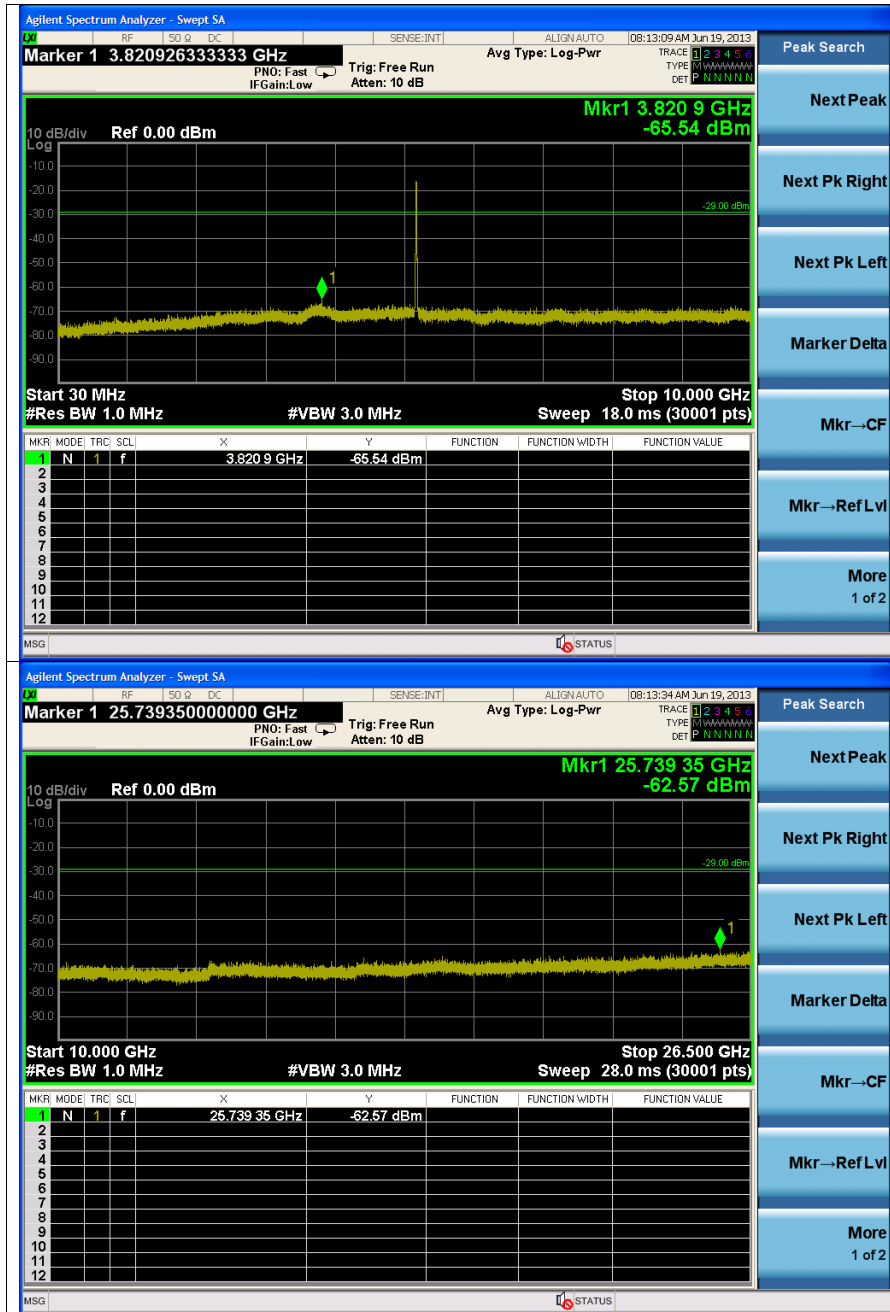 Agilent Spectrum Analyzer - Swept SA
LXI RF 50 Ω DC SENSE:INT ALIGN AUTO 08:13:09 AM Jun 19, 2013
Marker 1 3.820926333333 GHz
PNO: Fast
IFGain:Low
Trig: Free Run
Atten: 10 dB
Avg Type: Log-Pwr
TRACE 1 2 3 4 5 6
TYPE M WWWWW
DET P N N N N N
Peak Search
Mkr1 3.820 9 GHz
-65.54 dBm
10 dB/div Ref 0.00 dBm
Log
-10.0
-20.0
-30.0
-40.0
-50.0
-60.0
-70.0
-80.0
-90.0
-29.00 dBm
1
Start 30 MHz Stop 10.000 GHz
#Res BW 1.0 MHz #VBW 3.0 MHz Sweep 18.0 ms (30001 pts)
MKR MODE TRC SCL X Y FUNCTION FUNCTION WIDTH FUNCTION VALUE
1 N 1 f 3.820 9 GHz -65.54 dBm
2
3
4
5
6
7
8
9
10
11
12
MSG STATUS
Next Peak
Next Pk Right
Next Pk Left
Marker Delta
Mkr→CF
Mkr→Ref Lvl
More
1 of 2
Agilent Spectrum Analyzer - Swept SA
LXI RF 50 Ω DC SENSE:INT ALIGN AUTO 08:13:34 AM Jun 19, 2013
Marker 1 25.739350000000 GHz
PNO: Fast
IFGain:Low
Trig: Free Run
Atten: 10 dB
Avg Type: Log-Pwr
TRACE 1 2 3 4 5 6
TYPE M WWWWW
DET P N N N N N
Peak Search
Mkr1 25.739 35 GHz
-62.57 dBm
10 dB/div Ref 0.00 dBm
Log
-10.0
-20.0
-30.0
-40.0
-50.0
-60.0
-70.0
-80.0
-90.0
-29.00 dBm
1
Start 10.000 GHz Stop 26.500 GHz
#Res BW 1.0 MHz #VBW 3.0 MHz Sweep 28.0 ms (30001 pts)
MKR MODE TRC SCL X Y FUNCTION FUNCTION WIDTH FUNCTION VALUE
1 N 1 f 25.739 35 GHz -62.57 dBm
2
3
4
5
6
7
8
9
10
11
12
MSG STATUS
Next Peak
Next Pk Right
Next Pk Left
Marker Delta
Mkr→CF
Mkr→Ref Lvl
More
1 of 2